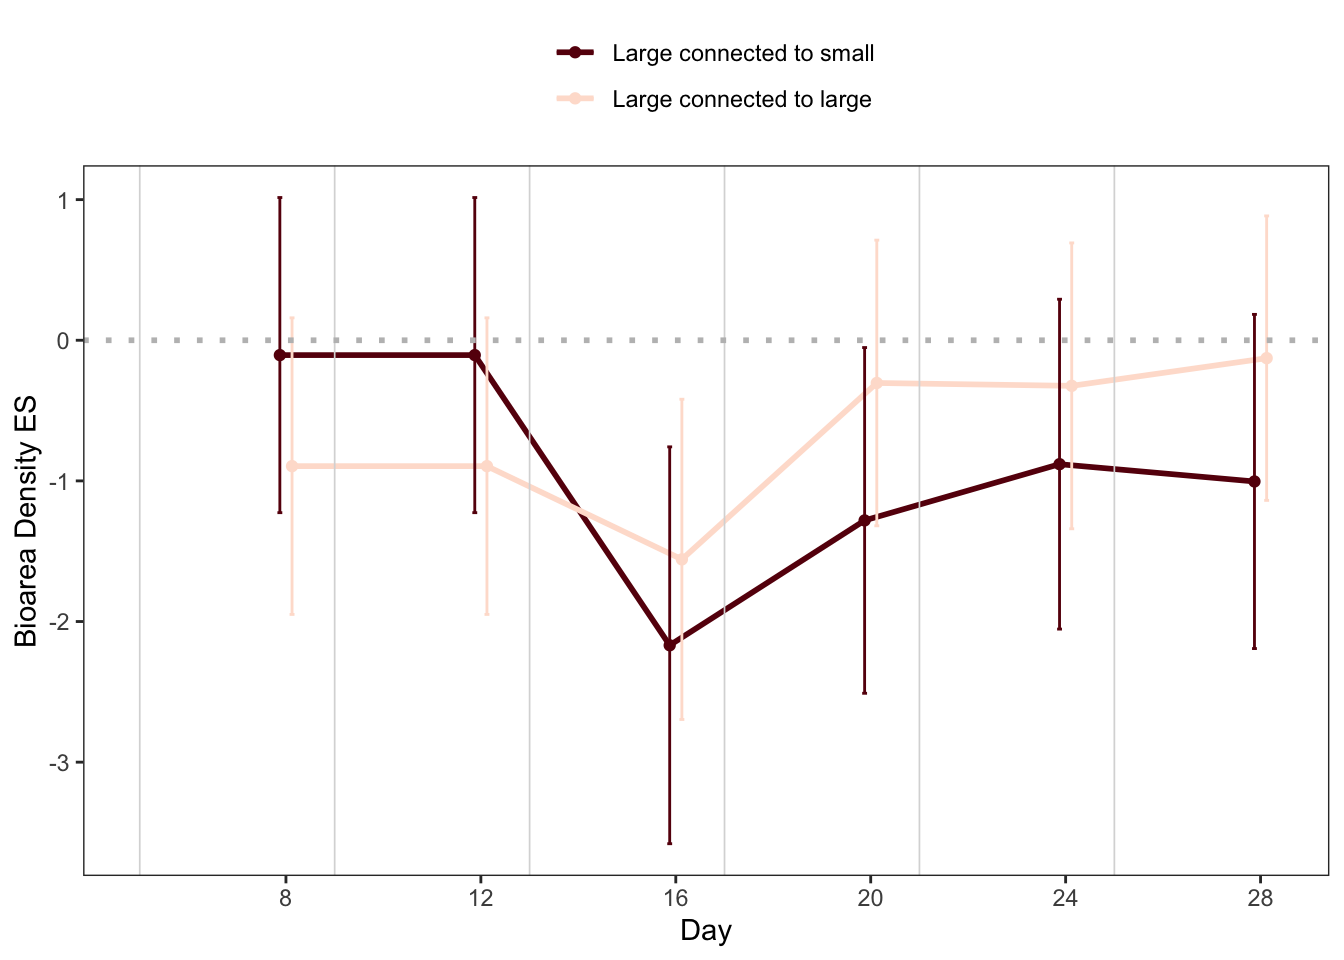 Large connected to small
Large connected to large
Bioarea Density ES
1
0
-1
-2
-3
8 12 16 20 24 28
Day